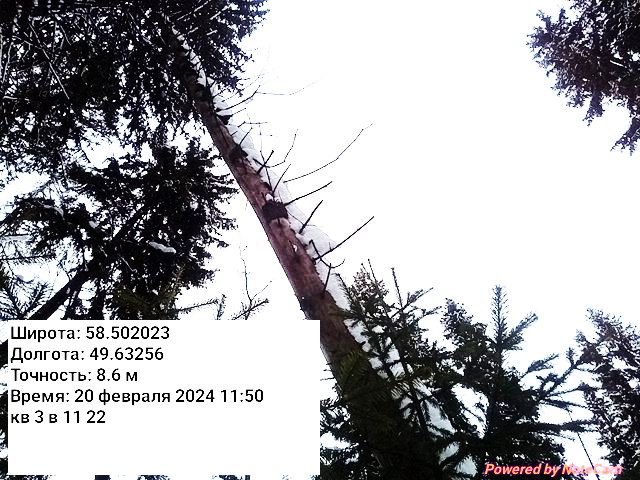 Широта: 58.502023
Долгота: 49.63256
Точность: 8.6 м
Время: 20 февраля 2024 11:50
кв 3 в 11 22
Powered by NoteCam